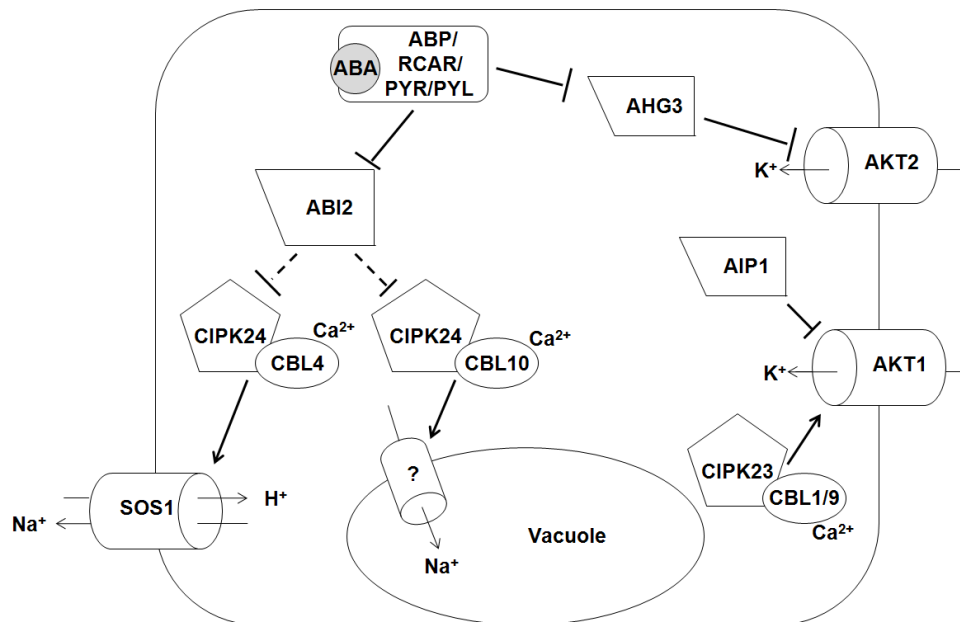 ABA
ABP/
RCAR/
PYR/PYL
AHG3
AKT2
K⁺
ABI2
AIP1
CIPK24
Ca²⁺
CBL4
CIPK24
Ca²⁺
CBL10
AKT1
K⁺
CIPK23
CBL1/9
Ca²⁺
SOS1
H⁺
Na⁺
?
Vacuole
Na⁺